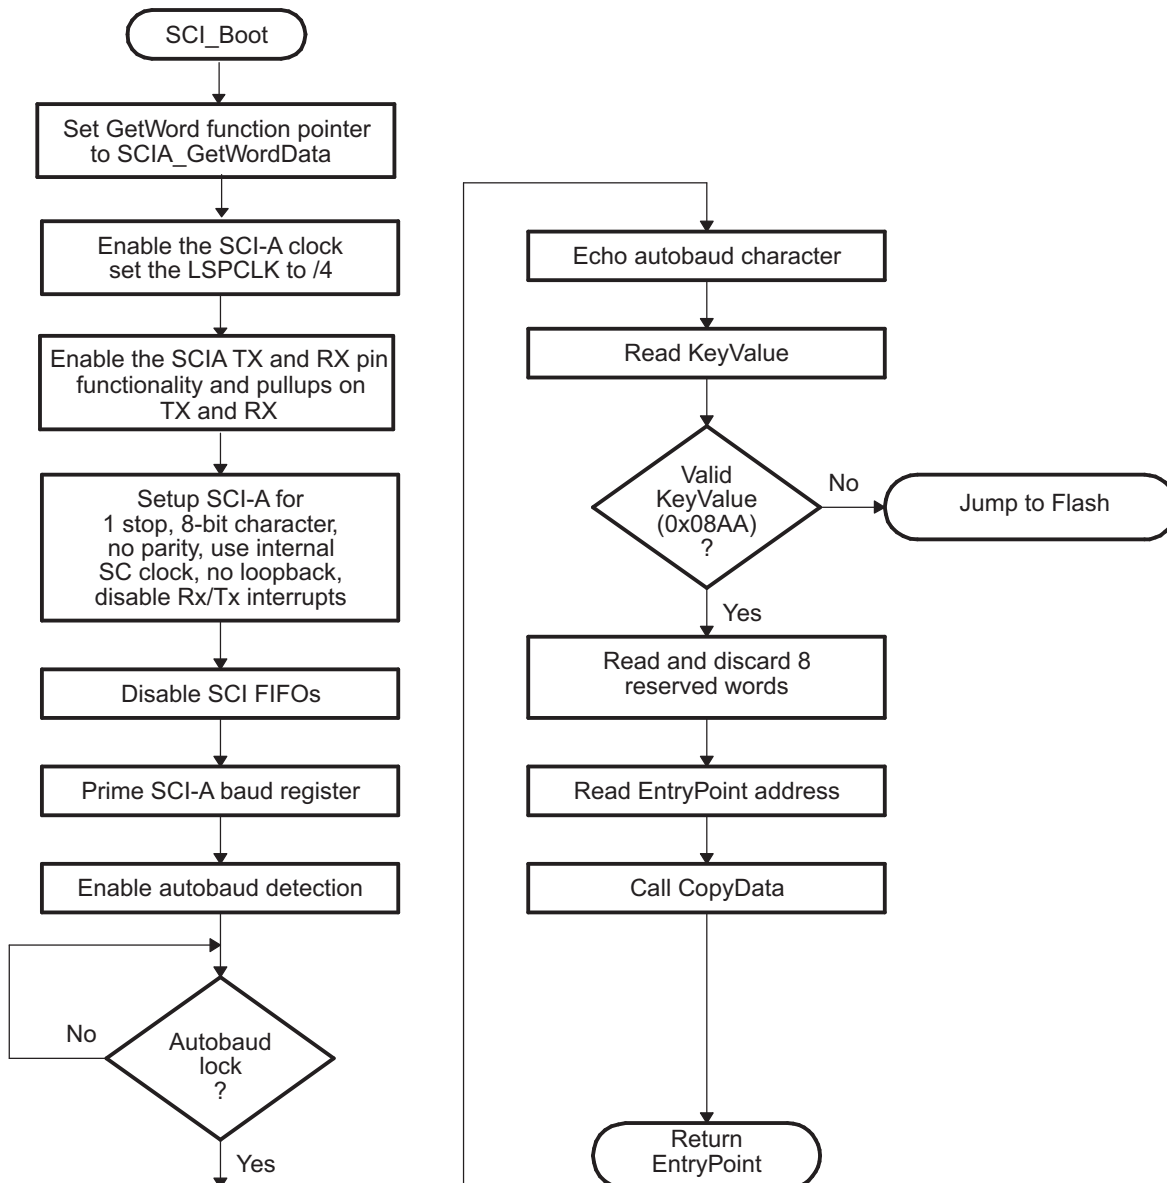 SCI_Boot
Set GetWord function pointer
to SCIA_GetWordData
Enable the SCI-A clock
set the LSPCLK to /4
Enable the SCIA TX and RX pin
functionality and pullups on
TX and RX
Setup SCI-A for
1 stop, 8-bit character,
no parity, use internal
SC clock, no loopback,
disable Rx/Tx interrupts
Disable SCI FIFOs
Prime SCI-A baud register
Enable autobaud detection
No
Autobaud
lock
?
Yes
Echo autobaud character
Read KeyValue
Valid
KeyValue
(0x08AA)
?
No
Jump to Flash
Yes
Read and discard 8
reserved words
Read EntryPoint address
Call CopyData
Return
EntryPoint